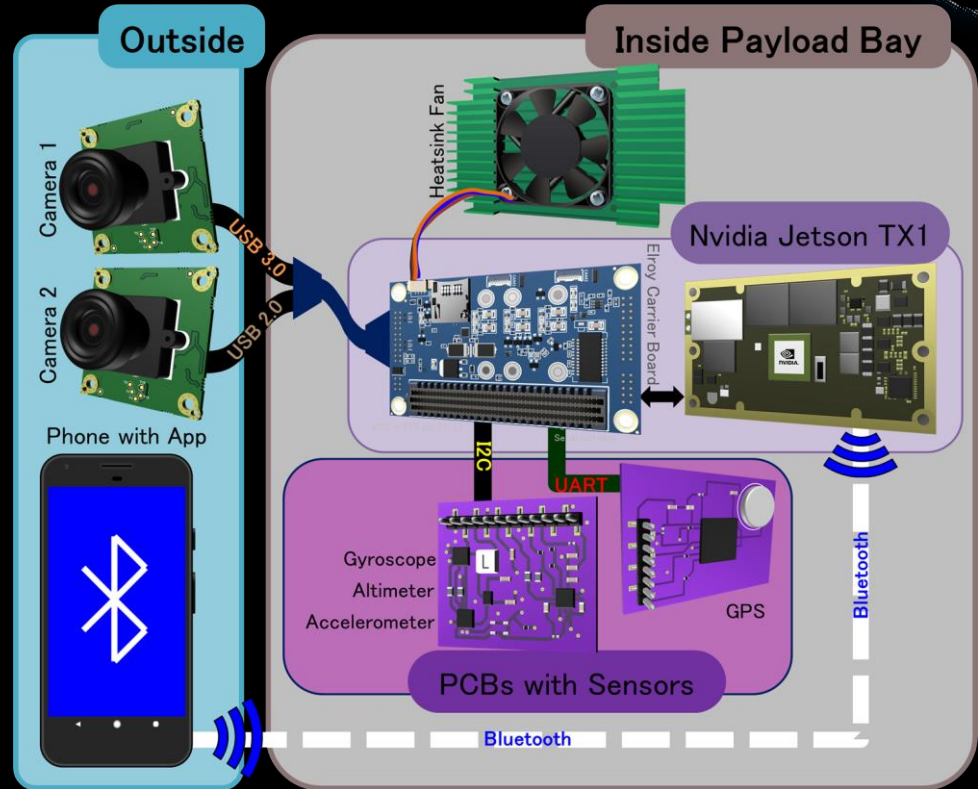 Outside
Inside Payload Bay
Camera 1
Camera 2
USB 3.0
USB 2.0
Heatsink Fan
Nvidia Jetson TX1
Elroy Carrier Board
NVIDIA
Phone with App
I2C
UART
L
Gyroscope
Altimeter
Accelerometer
GPS
PCBs with Sensors
Bluetooth
Bluetooth